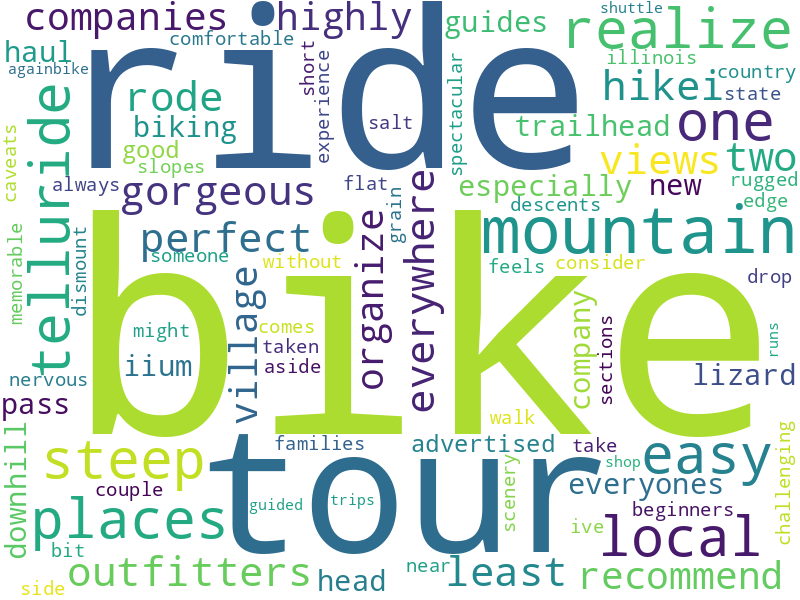 companies
highly
guides
realize
shuttle
comfortable
haul
againbike
ride
short
experience
spectacular
illinois
country
hikei
state
telluride
rode
biking
salt
trailhead
one
caveats
good
slopes
views
two
always
gorgeous
flat
grain
especially
new
rugged
edge
descents
everywhere
perfect
organize
mountain
someone
without
feels
consider
drop
memorable
dismount
bike
village
might
comes
taken
aside
iium
company
sections
runs
lizard
nervous
pass
walk
downhill
steep
families
advertised
take
easy
challenging
couple
tour
guided
trips
scenery
shop
everyones
beginners
places
ive
local
bit
outfitters
head
near
least
recommend
side